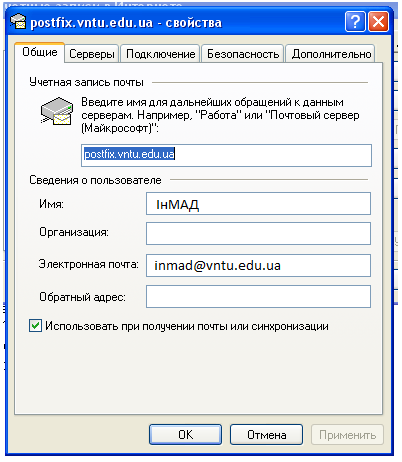 postfix.vntu.edu.ua - свойства
Общие Серверы Подключение Безопасность Дополнительно
Учетная запись почты
Введите имя для дальнейших обращений к данным
серверам. Например, "Работа" или "Почтовый сервер
(Майкрософт)":
postfix.vntu.edu.ua
Сведения о пользователе
Имя: ІнМАД
Организация:
Электронная почта: inmad@vntu.edu.ua
Обратный адрес:
Использовать при получении почты или синхронизации
OK Отмена Применить